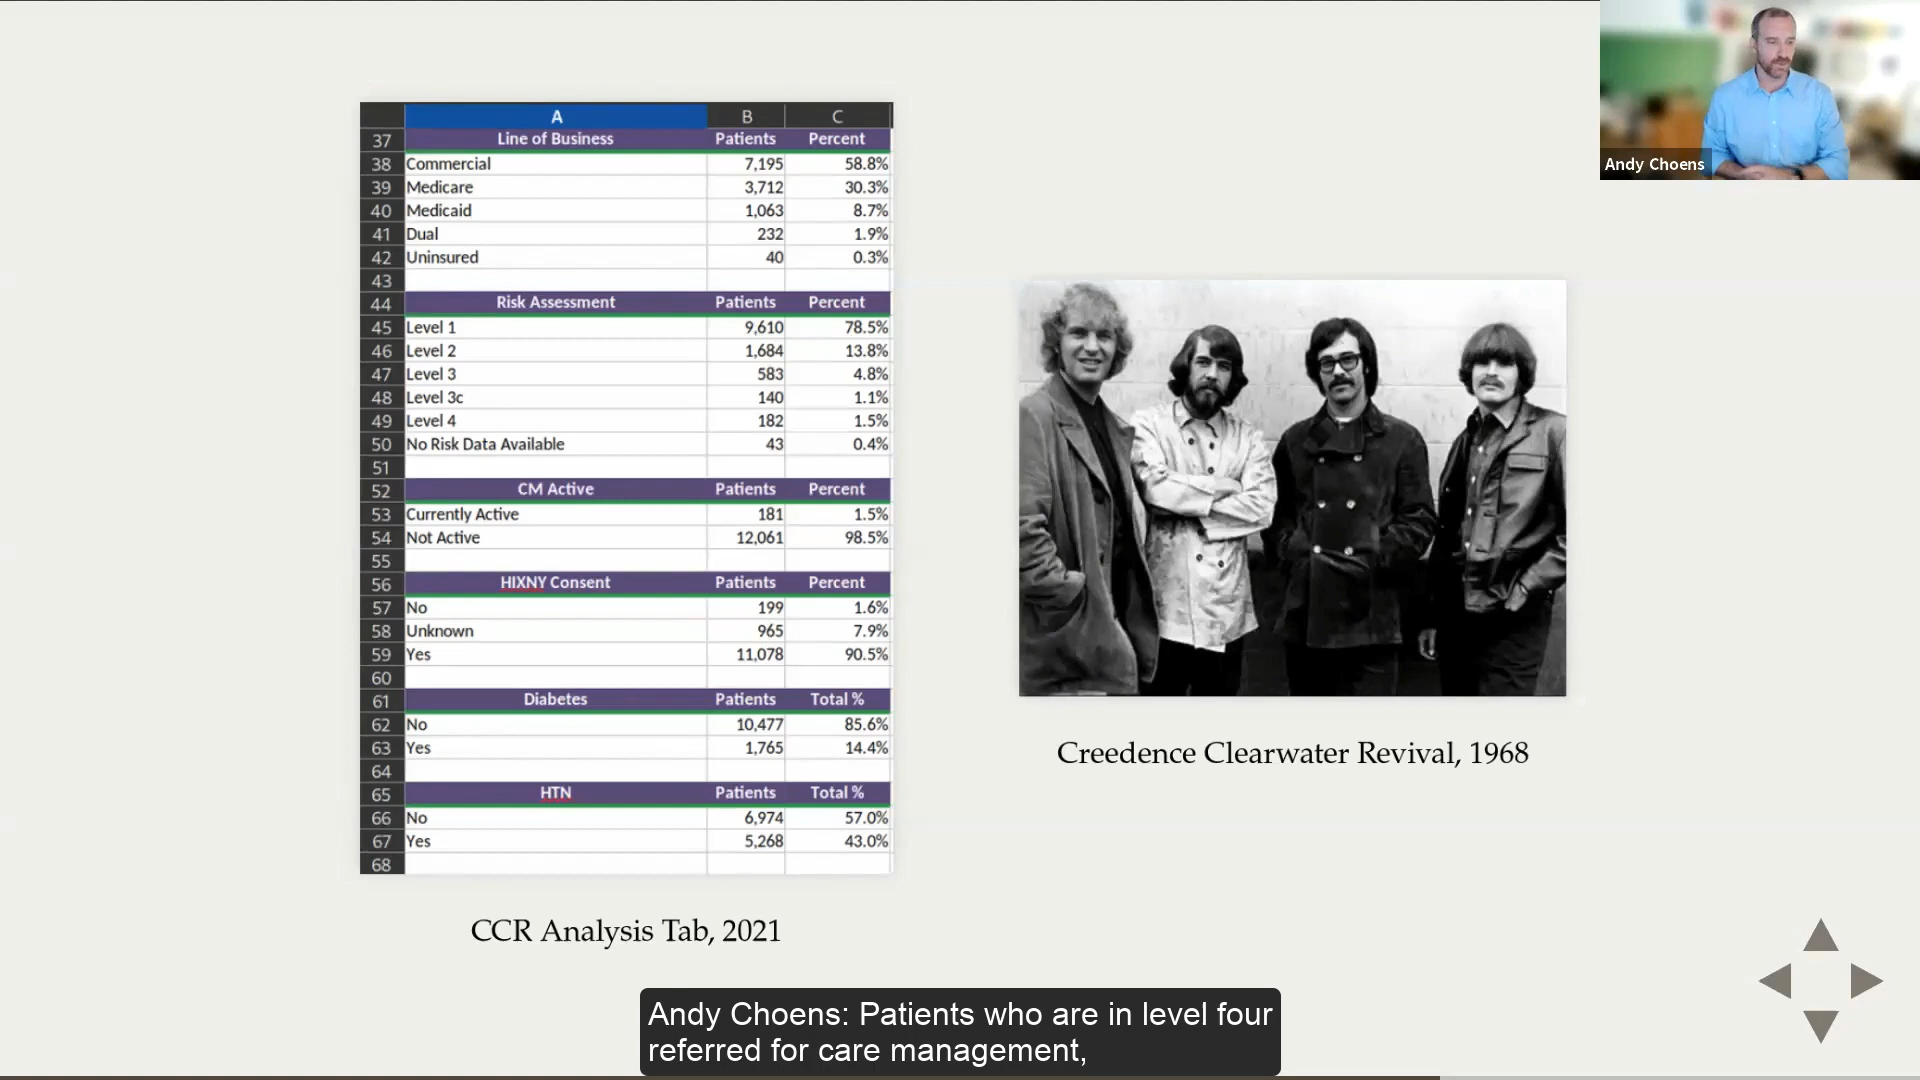 A B C
37 Line of Business Patients Percent
38 Commercial 7,195 58.8%
39 Medicare 3,712 30.3%
40 Medicaid 1,063 8.7%
41 Dual 232 1.9%
42 Uninsured 40 0.3%
43
44 Risk Assessment Patients Percent
45 Level 1 9,610 78.5%
46 Level 2 1,684 13.8%
47 Level 3 583 4.8%
48 Level 3c 140 1.1%
49 Level 4 182 1.5%
50 No Risk Data Available 43 0.4%
51
52 CM Active Patients Percent
53 Currently Active 181 1.5%
54 Not Active 12,061 98.5%
55
56 HIXNY Consent Patients Percent
57 No 199 1.6%
58 Unknown 965 7.9%
59 Yes 11,078 90.5%
60
61 Diabetes Patients Total %
62 No 10,477 85.6%
63 Yes 1,765 14.4%
64
65 HTN Patients Total %
66 No 6,974 57.0%
67 Yes 5,268 43.0%
68
CCR Analysis Tab, 2021
Creedence Clearwater Revival, 1968
Andy Choens
Andy Choens: Patients who are in level four
referred for care management,